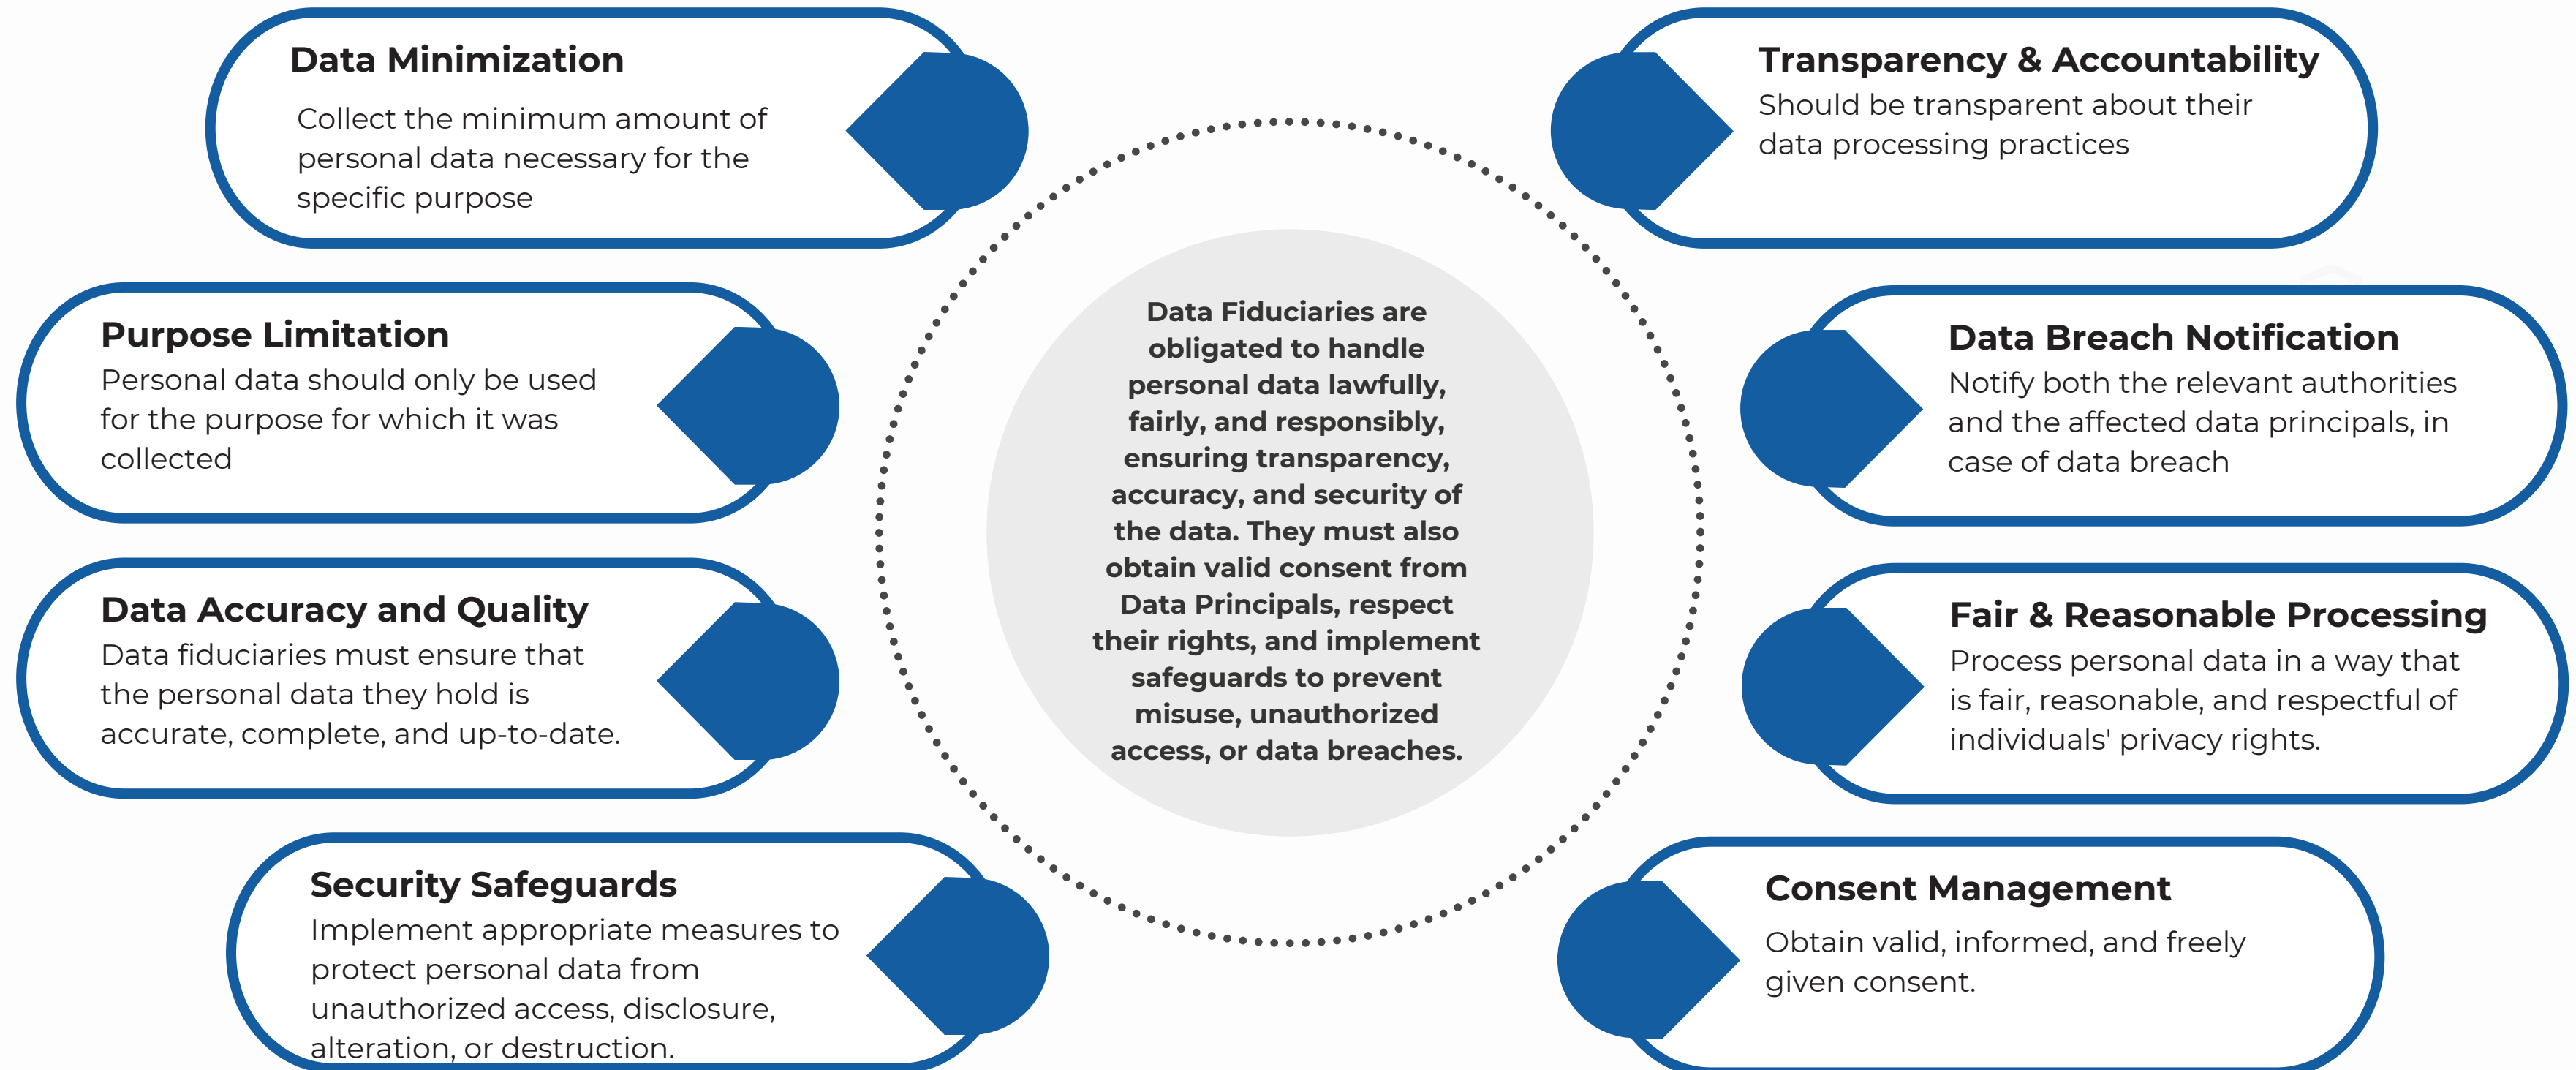 Data Minimization
Collect the minimum amount of
personal data necessary for the
specific purpose
Purpose Limitation
Personal data should only be used
for the purpose for which it was
collected
Data Accuracy and Quality
Data fiduciaries must ensure that
the personal data they hold is
accurate, complete, and up-to-date.
Security Safeguards
Implement appropriate measures to
protect personal data from
unauthorized access, disclosure,
alteration, or destruction.
Data Fiduciaries are
obligated to handle
personal data lawfully,
fairly, and responsibly,
ensuring transparency,
accuracy, and security of
the data. They must also
obtain valid consent from
Data Principals, respect
their rights, and implement
safeguards to prevent
misuse, unauthorized
access, or data breaches.
Transparency & Accountability
Should be transparent about their
data processing practices
Data Breach Notification
Notify both the relevant authorities
and the affected data principals, in
case of data breach
Fair & Reasonable Processing
Process personal data in a way that
is fair, reasonable, and respectful of
individuals' privacy rights.
Consent Management
Obtain valid, informed, and freely
given consent.